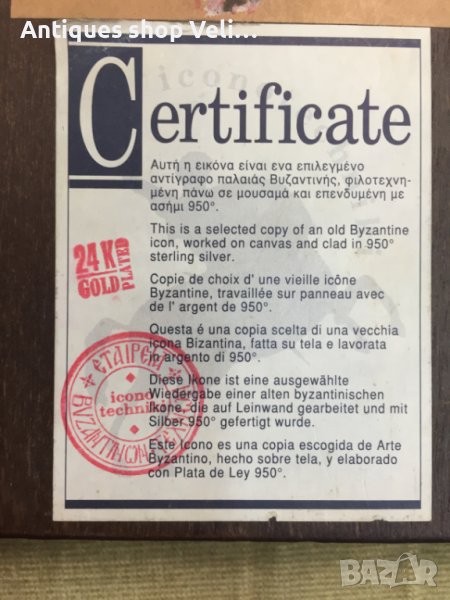 Antiques shop Veli...
Certificate
Αυτή η εικόνα είναι ενα επιλεγμένο
αντίγραφο παλαιάς Βυζαντινής, φιλοτεχνη-
μένη πάνω σε μουσαμά και επενδυμένη με
ασήμι 950°.
This is a selected copy of an old Byzantine
icon, worked on canvas and clad in 950°
sterling silver.
24 K
GOLD PLATED
Copie de choix d' une vieille icône
Byzantine, travaillée sur panneau avec
de l' argent de 950°.
Questa é una copia scelta di una vecchia
icona Bizantina, fatta su tela e lavorata
in argento di 950°.
Diese Ikone ist eine ausgewählte
Wiedergabe einer alten byzantinischen
Ikone, die auf Leinwand gearbeitet und mit
Silber 950° gefertigt wurde.
ΕΤΑΙΡΕΙΑ
icono
techniki
Este Icono es una copia escogida de Arte
Byzantino, hecho sobre tela, y elaborado
con Plata de Ley 950°.
BAZAR